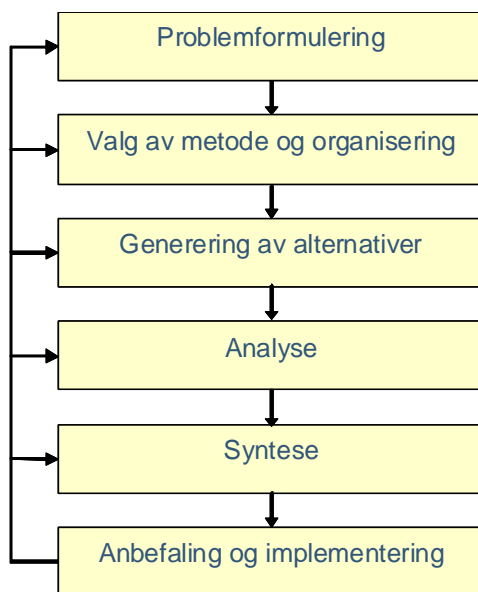 Problemformulering
Valg av metode og organisering
Generering av alternativer
Analyse
Syntese
Anbefaling og implementering